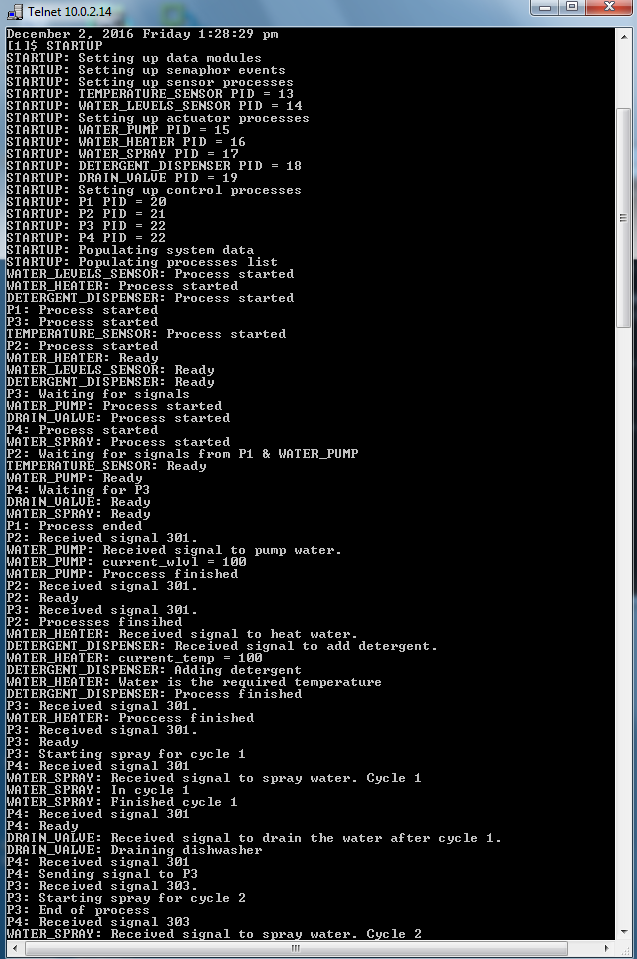 Telnet 10.0.2.14
December 2, 2016 Friday 1:28:29 pm
[1]$ STARTUP
STARTUP: Setting up data modules
STARTUP: Setting up semaphor events
STARTUP: Setting up sensor processes
STARTUP: TEMPERATURE_SENSOR PID = 13
STARTUP: WATER_LEVELS_SENSOR PID = 14
STARTUP: Setting up actuator processes
STARTUP: WATER_PUMP PID = 15
STARTUP: WATER_HEATER PID = 16
STARTUP: WATER_SPRAY PID = 17
STARTUP: DETERGENT_DISPENSER PID = 18
STARTUP: DRAIN_VALVE PID = 19
STARTUP: Setting up control processes
STARTUP: P1 PID = 20
STARTUP: P2 PID = 21
STARTUP: P3 PID = 22
STARTUP: P4 PID = 22
STARTUP: Populating system data
STARTUP: Populating processes list
WATER_LEVELS_SENSOR: Process started
WATER_HEATER: Process started
DETERGENT_DISPENSER: Process started
P1: Process started
P3: Process started
TEMPERATURE_SENSOR: Process started
P2: Process started
WATER_HEATER: Ready
WATER_LEVELS_SENSOR: Ready
DETERGENT_DISPENSER: Ready
P3: Waiting for signals
WATER_PUMP: Process started
DRAIN_VALVE: Process started
P4: Process started
WATER_SPRAY: Process started
P2: Waiting for signals from P1 & WATER_PUMP
TEMPERATURE_SENSOR: Ready
WATER_PUMP: Ready
P4: Waiting for P3
DRAIN_VALVE: Ready
WATER_SPRAY: Ready
P1: Process ended
P2: Received signal 301.
WATER_PUMP: Received signal to pump water.
WATER_PUMP: current_wlvl = 100
WATER_PUMP: Proccess finished
P2: Received signal 301.
P2: Ready
P3: Received signal 301.
P2: Processes finsihed
WATER_HEATER: Received signal to heat water.
DETERGENT_DISPENSER: Received signal to add detergent.
WATER_HEATER: current_temp = 100
DETERGENT_DISPENSER: Adding detergent
WATER_HEATER: Water is the required temperature
DETERGENT_DISPENSER: Process finished
P3: Received signal 301.
WATER_HEATER: Proccess finished
P3: Received signal 301.
P3: Ready
P3: Starting spray for cycle 1
P4: Received signal 301
WATER_SPRAY: Received signal to spray water. Cycle 1
WATER_SPRAY: In cycle 1
WATER_SPRAY: Finished cycle 1
P4: Received signal 301
P4: Ready
DRAIN_VALVE: Received signal to drain the water after cycle 1.
DRAIN_VALVE: Draining dishwasher
P4: Received signal 301
P4: Sending signal to P3
P3: Received signal 303.
P3: Starting spray for cycle 2
P3: End of process
P4: Received signal 303
WATER_SPRAY: Received signal to spray water. Cycle 2